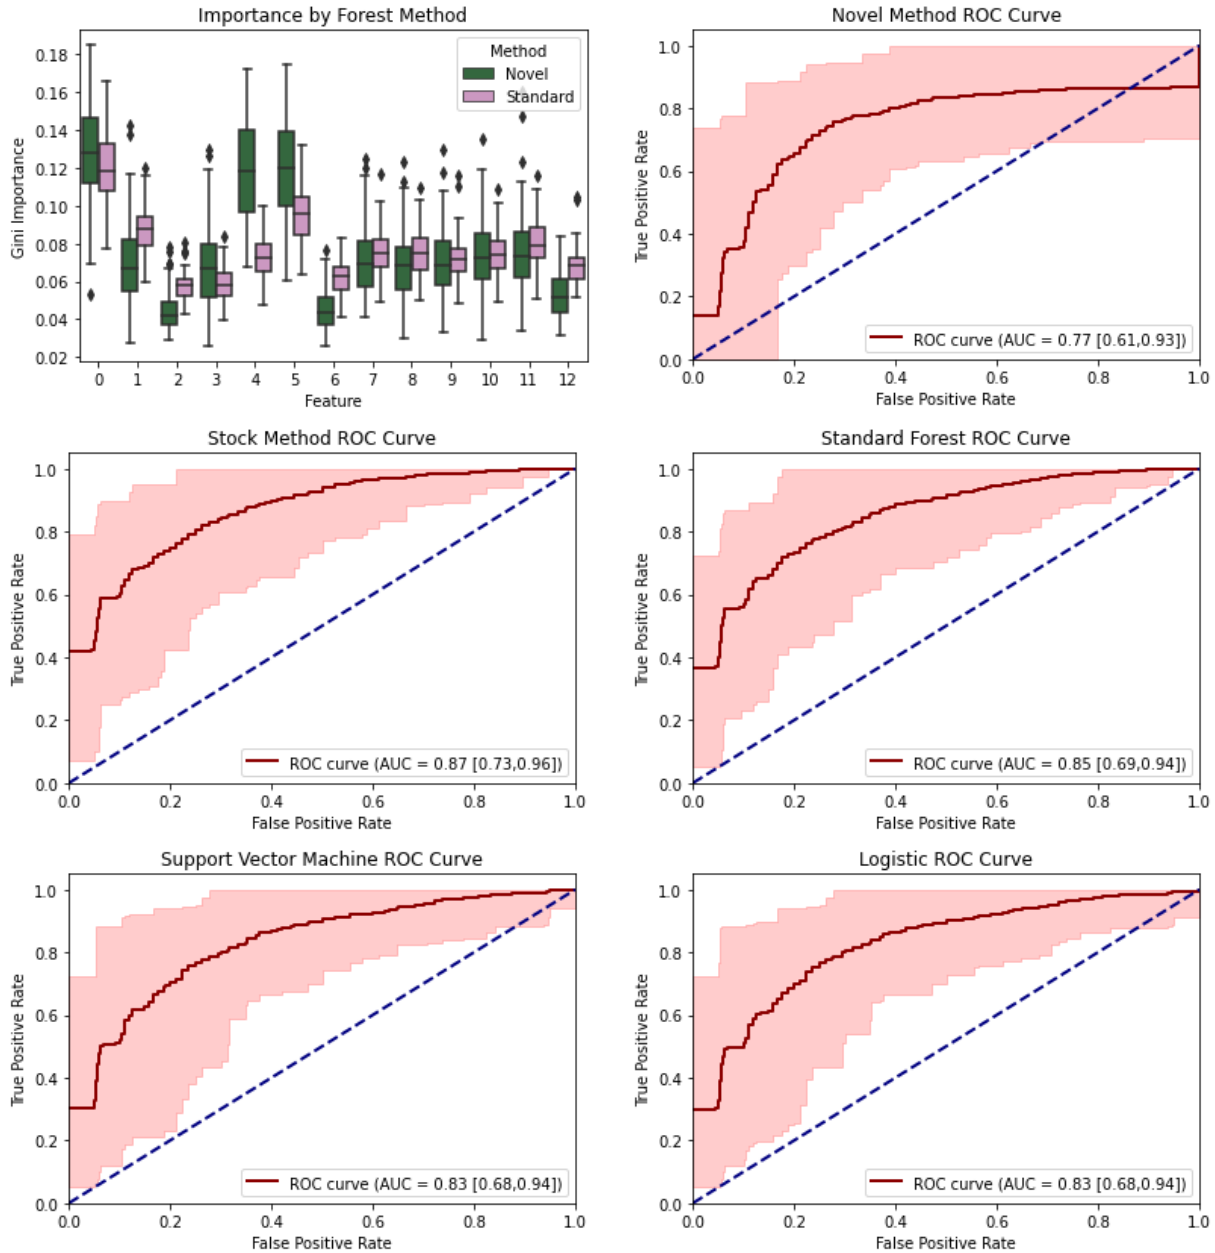 Importance by Forest Method
Gini Importance
0.18
0.16
0.14
0.12
0.10
0.08
0.06
0.04
0.02
Method
Novel
Standard
0 1 2 3 4 5 6 7 8 9 10 11 12
Feature
Novel Method ROC Curve
True Positive Rate
1.0
0.8
0.6
0.4
0.2
0.0
ROC curve (AUC = 0.77 [0.61,0.93])
0.0 0.2 0.4 0.6 0.8 1.0
False Positive Rate
Stock Method ROC Curve
True Positive Rate
1.0
0.8
0.6
0.4
0.2
0.0
ROC curve (AUC = 0.87 [0.73,0.96])
0.0 0.2 0.4 0.6 0.8 1.0
False Positive Rate
Standard Forest ROC Curve
True Positive Rate
1.0
0.8
0.6
0.4
0.2
0.0
ROC curve (AUC = 0.85 [0.69,0.94])
0.0 0.2 0.4 0.6 0.8 1.0
False Positive Rate
Support Vector Machine ROC Curve
True Positive Rate
1.0
0.8
0.6
0.4
0.2
0.0
ROC curve (AUC = 0.83 [0.68,0.94])
0.0 0.2 0.4 0.6 0.8 1.0
False Positive Rate
Logistic ROC Curve
True Positive Rate
1.0
0.8
0.6
0.4
0.2
0.0
ROC curve (AUC = 0.83 [0.68,0.94])
0.0 0.2 0.4 0.6 0.8 1.0
False Positive Rate